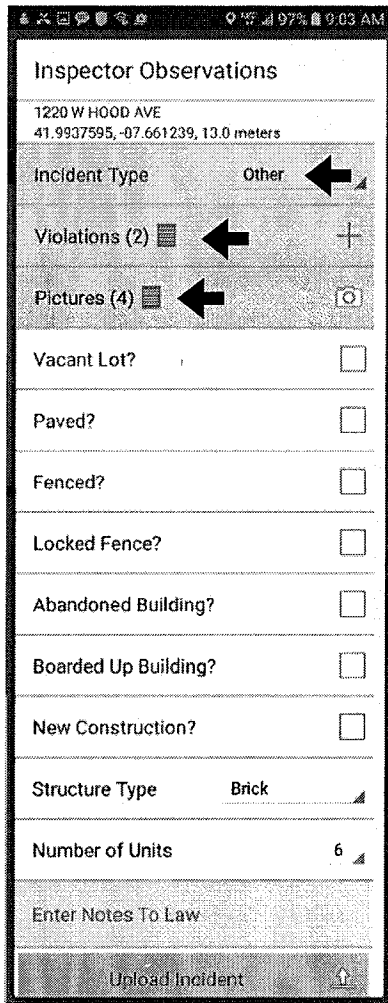 97% 9:03 AM
Inspector Observations
1220 W HOOD AVE
41.9937595, -07.661239, 13.0 meters
Incident Type Other
Violations (2)
Pictures (4)
Vacant Lot?
Paved?
Fenced?
Locked Fence?
Abandoned Building?
Boarded Up Building?
New Construction?
Structure Type Brick
Number of Units 6
Enter Notes To Law
Upload Incident